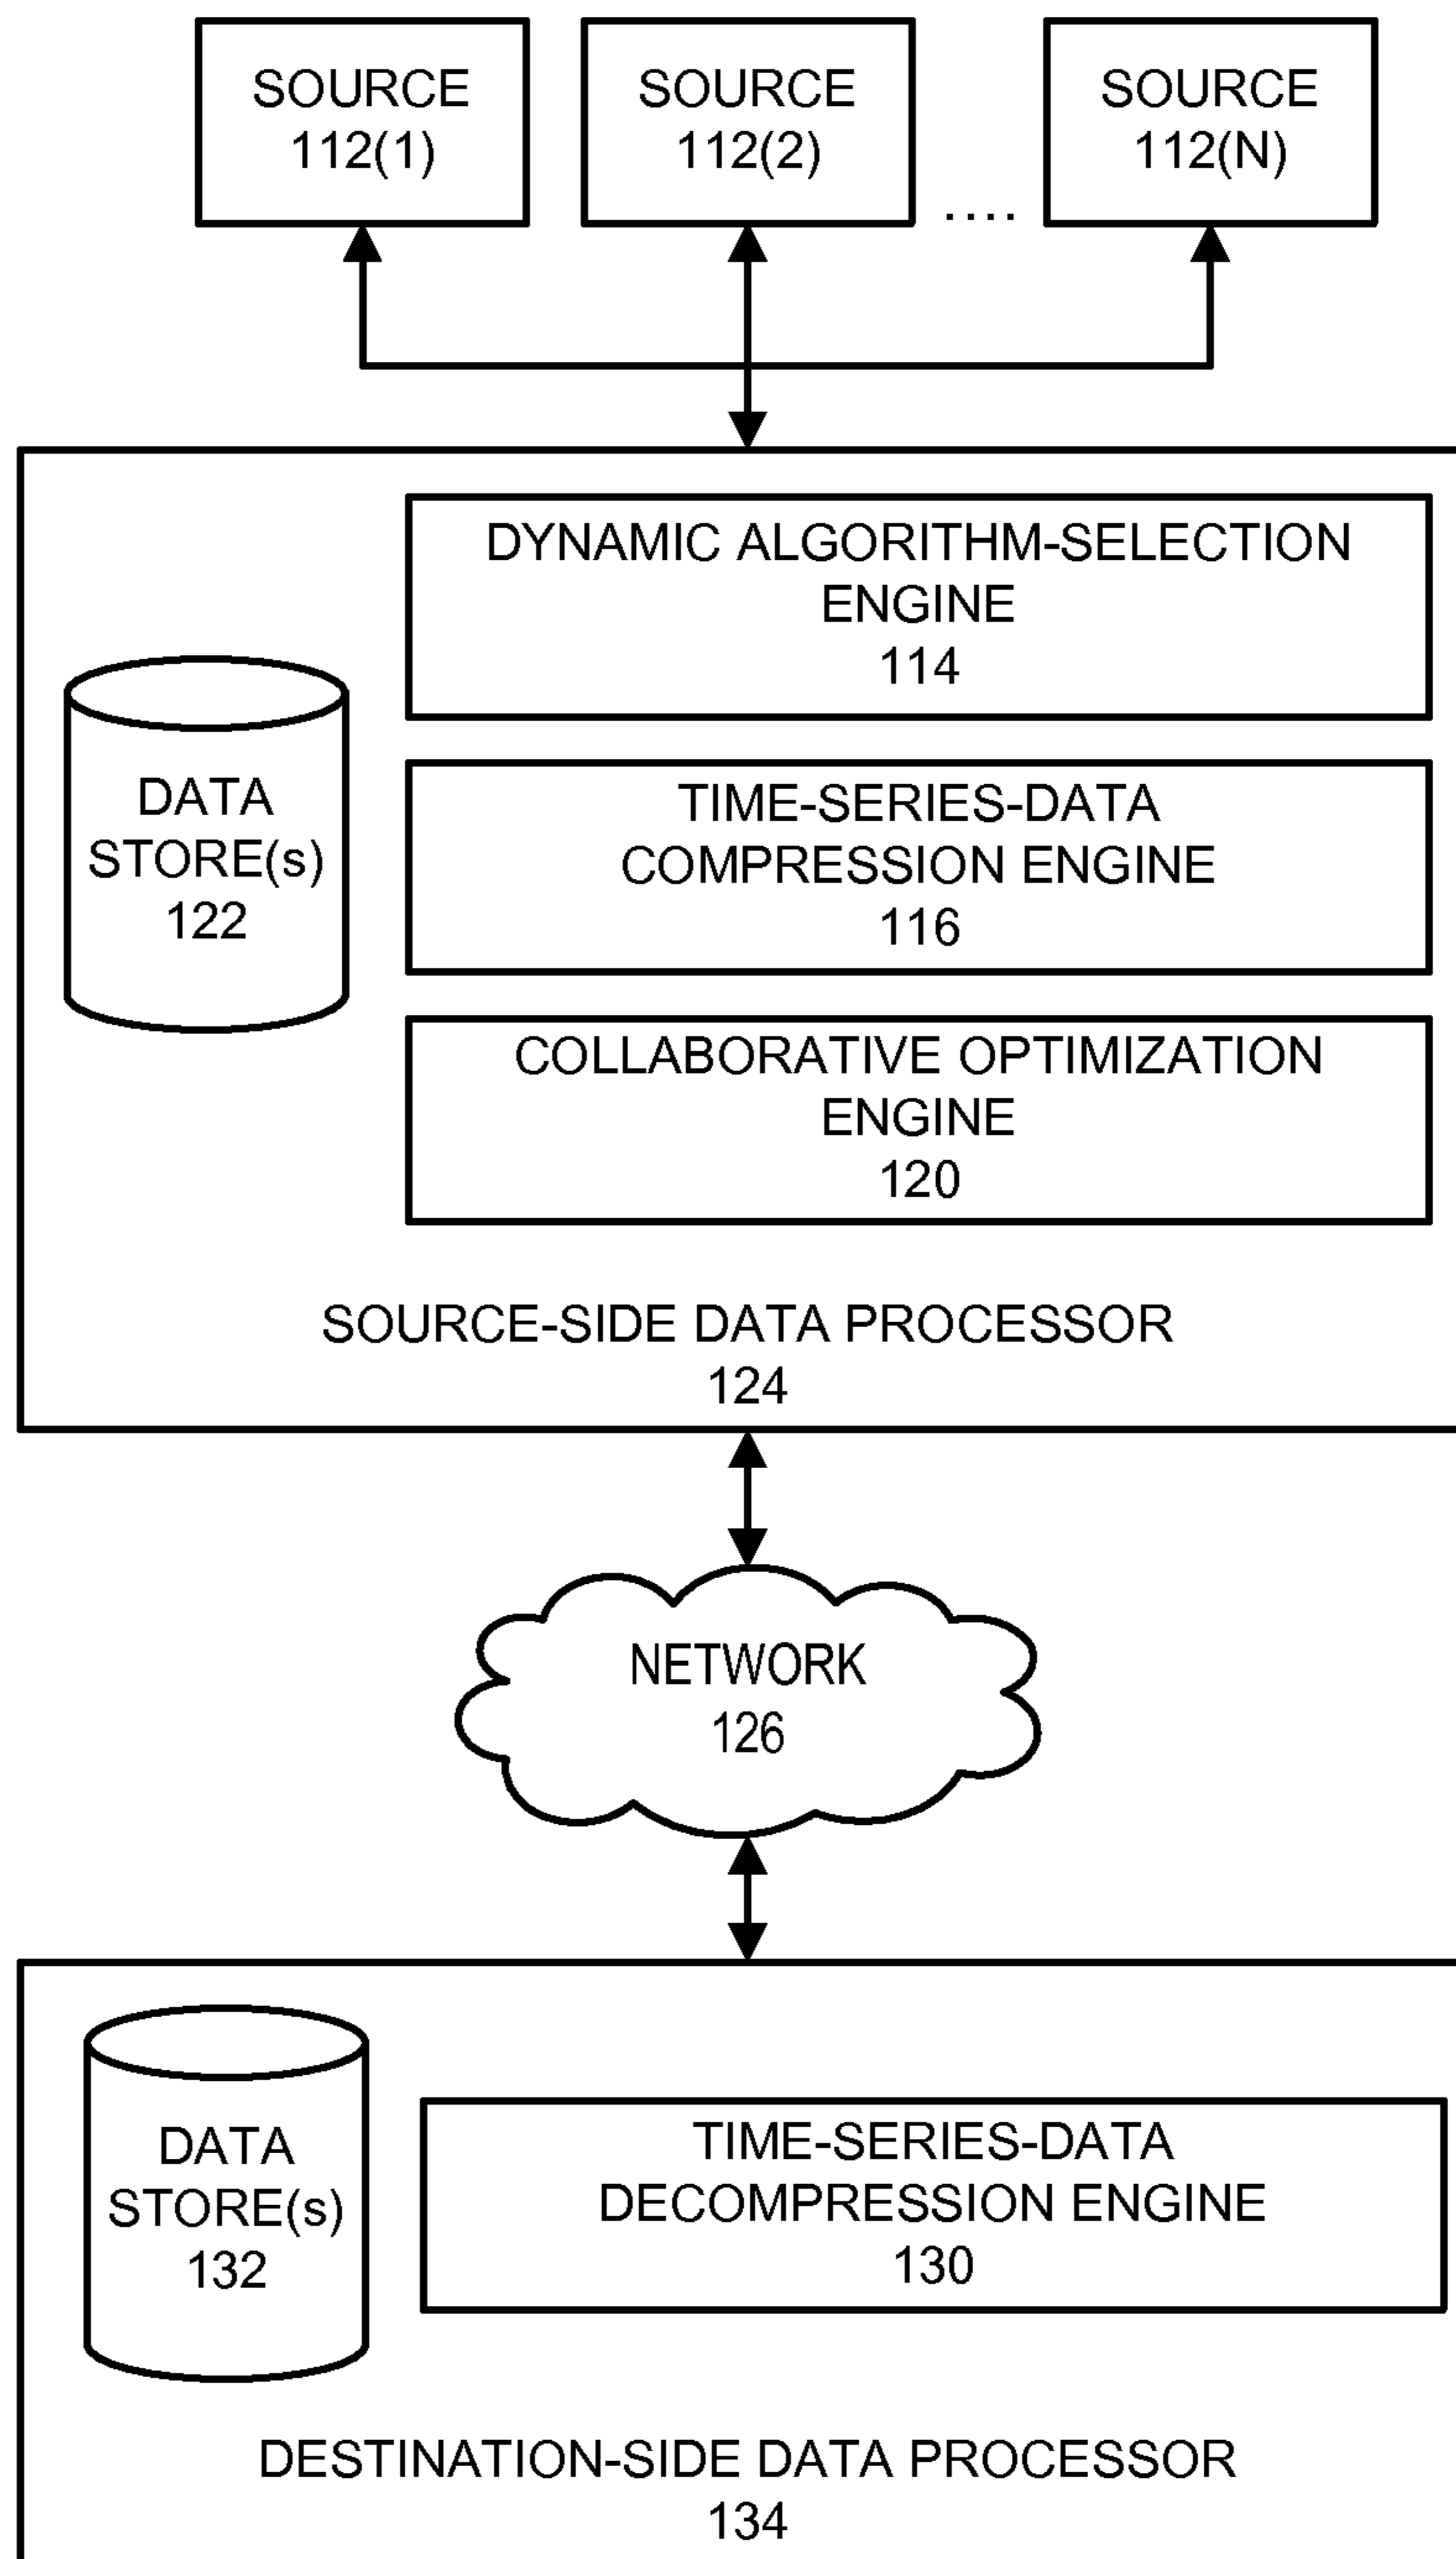 SOURCE
112(1)
SOURCE
112(2)
....
SOURCE
112(N)
DYNAMIC ALGORITHM-SELECTION
ENGINE
114
DATA
STORE(s)
122
TIME-SERIES-DATA
COMPRESSION ENGINE
116
COLLABORATIVE OPTIMIZATION
ENGINE
120
SOURCE-SIDE DATA PROCESSOR
124
NETWORK
126
DATA
STORE(s)
132
TIME-SERIES-DATA
DECOMPRESSION ENGINE
130
DESTINATION-SIDE DATA PROCESSOR
134